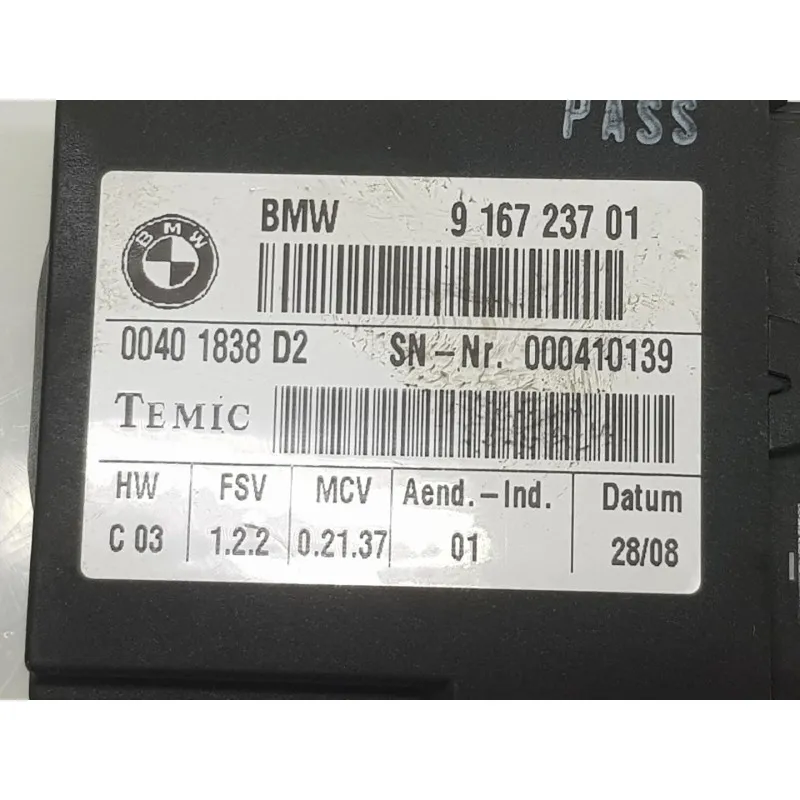 PASS
BMW
BMW 9 167 237 01
0040 1838 D2 SN-Nr. 000410139
TEMIC
HW FSV MCV Aend.-Ind. Datum
C 03 1.2.2 0.21.37 01 28/08